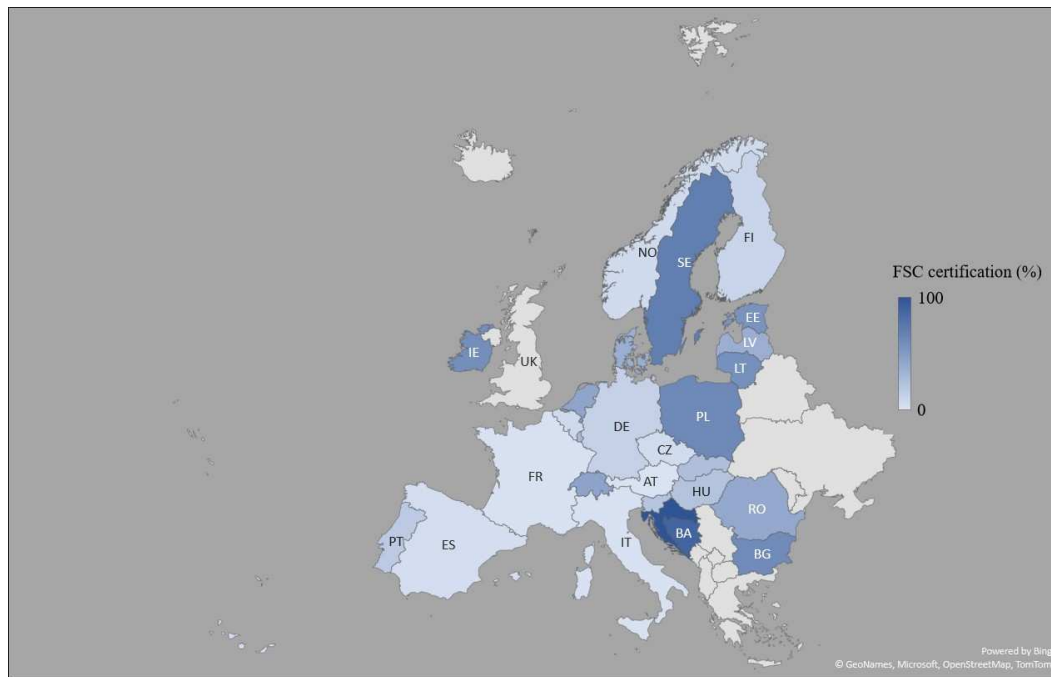 NO
FI
SE
FSC certification (%)
100
0
EE
LV
LT
IE
UK
PL
DE
CZ
FR
AT
HU
RO
PT
ES
IT
BA
BG
Powered by Bing
© GeoNames, Microsoft, OpenStreetMap, TomTom